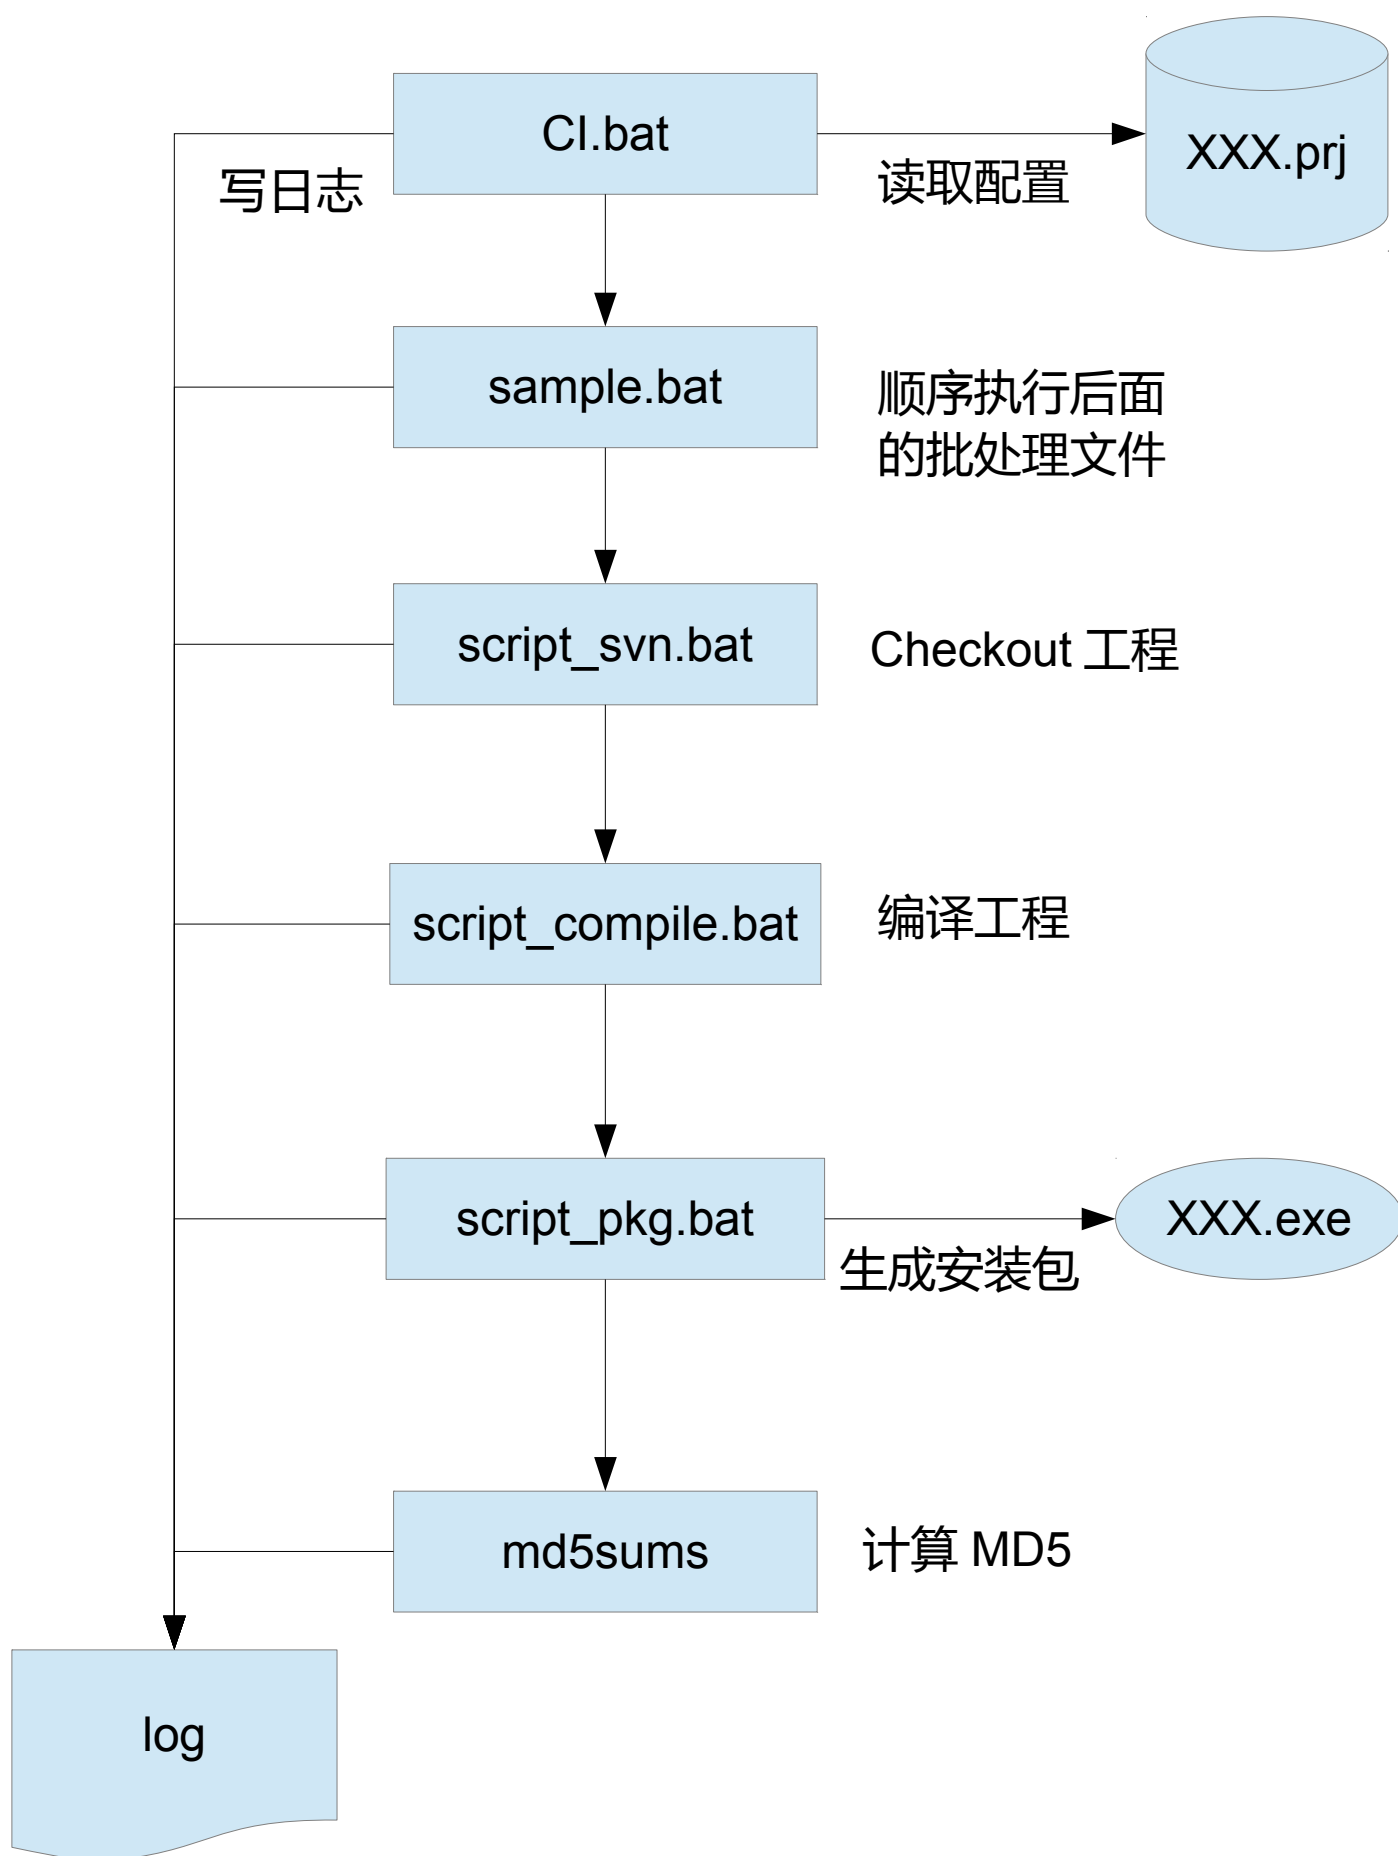 CI.bat
XXX.prj
写日志
读取配置
sample.bat
顺序执行后面
的批处理文件
script_svn.bat
Checkout 工程
script_compile.bat
编译工程
script_pkg.bat
XXX.exe
生成安装包
md5sums
计算 MD5
log